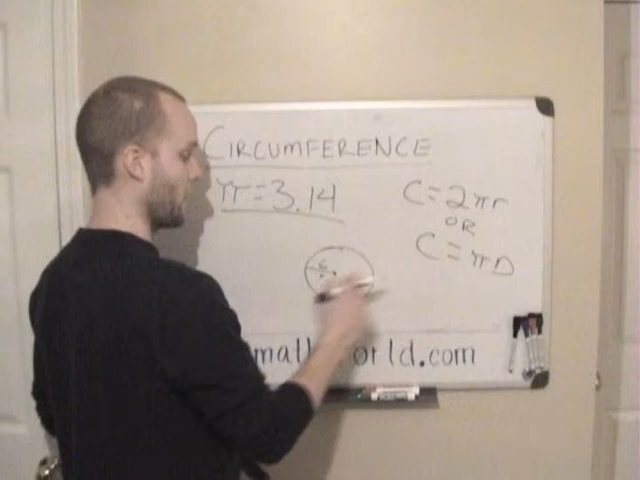 CIRCUMFERENCE
π=3.14
C=2πr
OR
C=πD
r